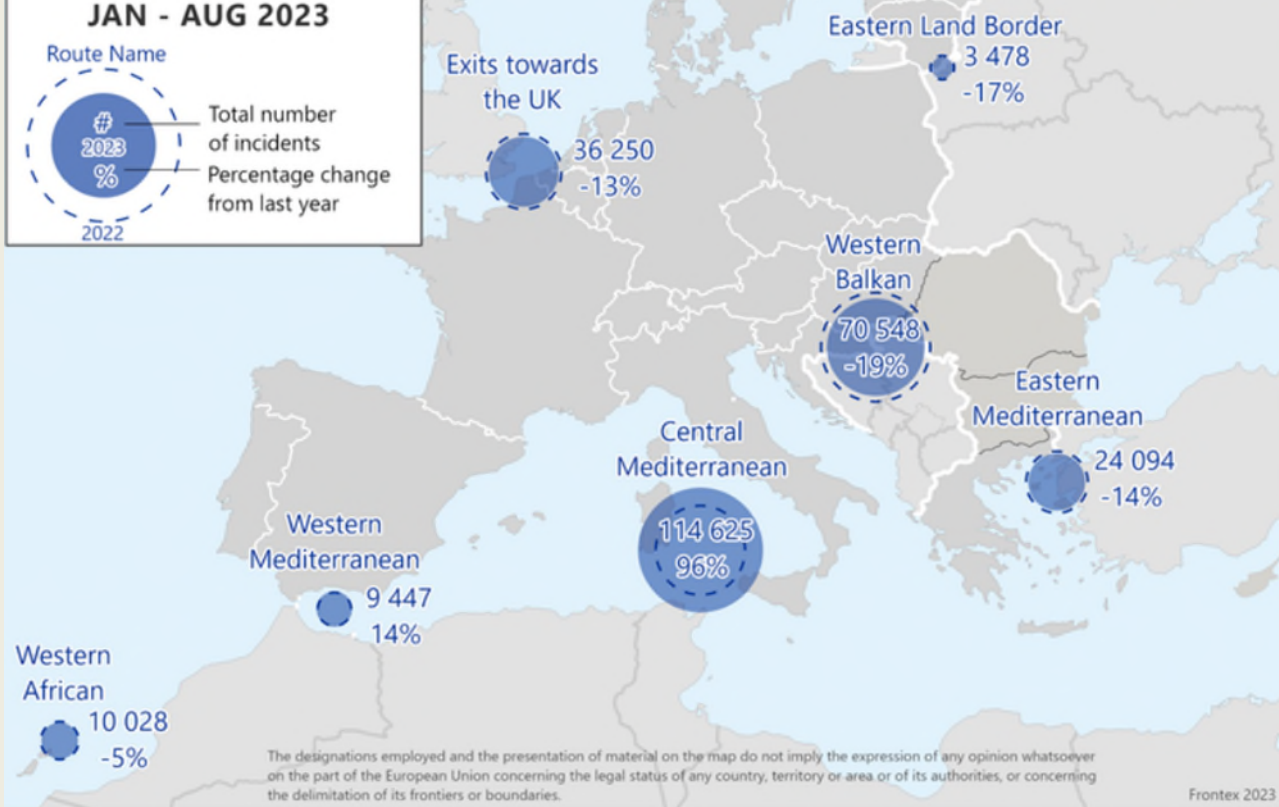 JAN - AUG 2023
Route Name
#
2023
%
2022
Total number
of incidents
Percentage change
from last year
Eastern Land Border
3 478
-17%
Exits towards
the UK
36 250
-13%
Western
Balkan
70 548
-19%
Eastern
Mediterranean
24 094
-14%
Central
Mediterranean
114 625
96%
Western
Mediterranean
9 447
14%
Western
African
10 028
-5%
The designations employed and the presentation of material on the map do not imply the expression of any opinion whatsoever
on the part of the European Union concerning the legal status of any country, territory or area or of its authorities, or concerning
the delimitation of its frontiers or boundaries.
Frontex 2023